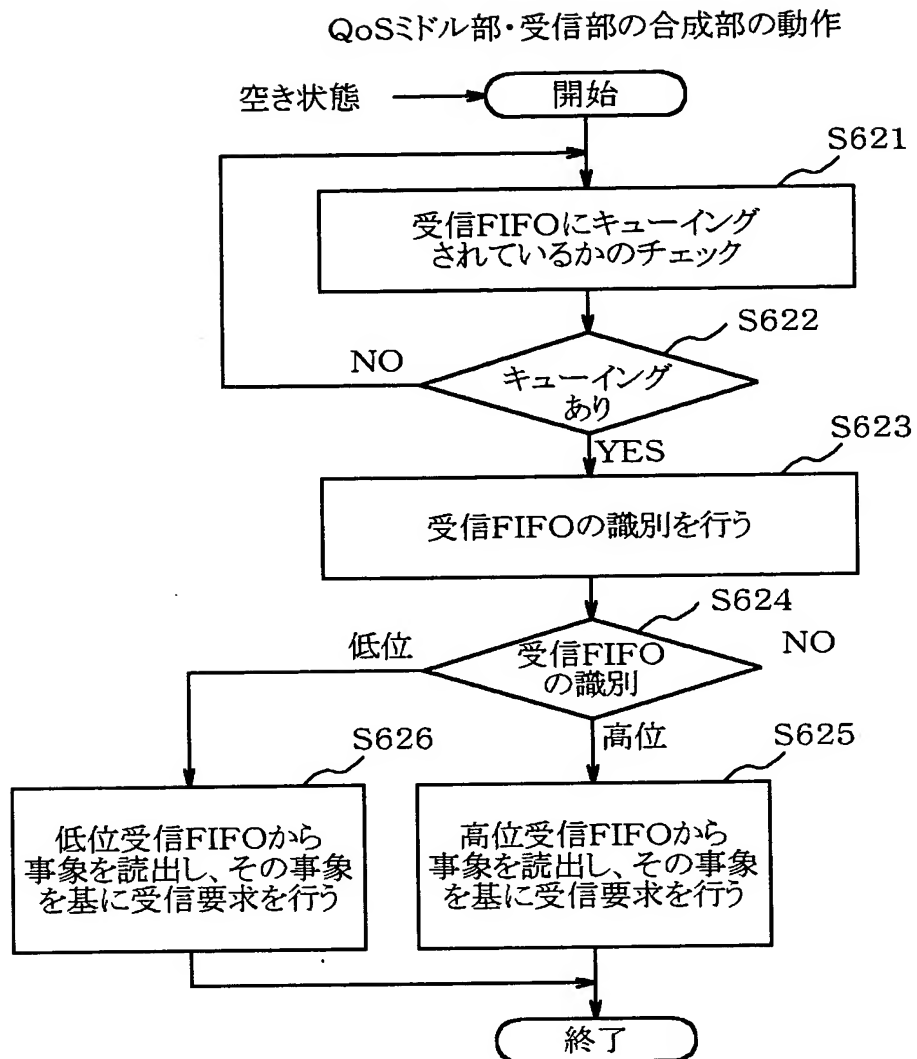 QoSミドル部・受信部の合成部の動作
空き状態
開始
S621
受信FIFOにキューイング
されているかのチェック
S622
NO
キューイング
あり
YES
S623
受信FIFOの識別を行う
S624
低位
受信FIFO
の識別
NO
高位
S626
S625
低位受信FIFOから
事象を読出し、その事象
を基に受信要求を行う
高位受信FIFOから
事象を読出し、その事象
を基に受信要求を行う
終了